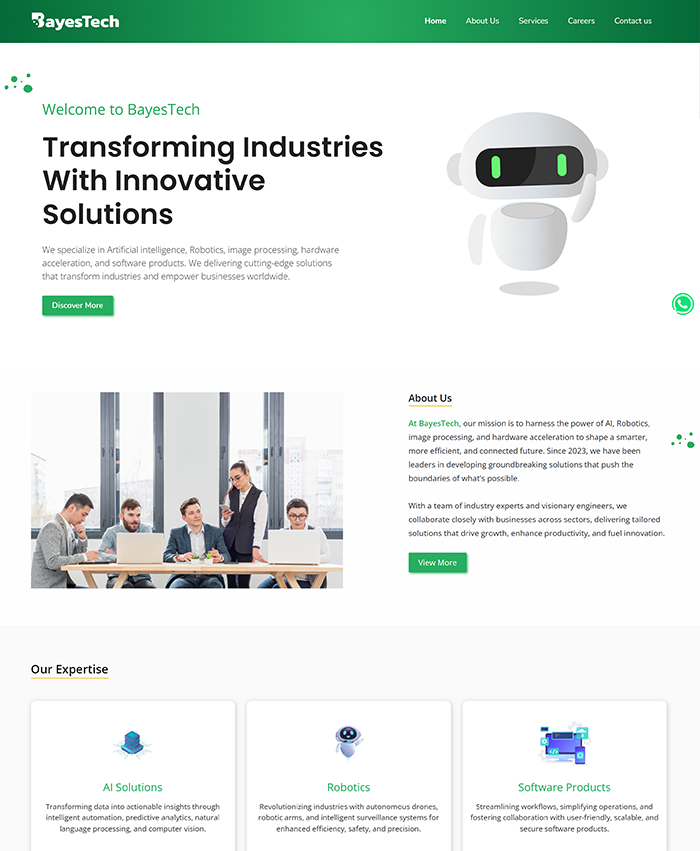 BayesTech
Home About Us Services Careers Contact us
Welcome to BayesTech
Transforming Industries
With Innovative
Solutions
We specialize in Artificial intelligence, Robotics, image processing, hardware
acceleration, and software products. We delivering cutting-edge solutions
that transform industries and empower businesses worldwide.
Discover More
About Us
At BayesTech, our mission is to harness the power of AI, Robotics,
image processing, and hardware acceleration to shape a smarter,
more efficient, and connected future. Since 2023, we have been
leaders in developing groundbreaking solutions that push the
boundaries of what's possible.
With a team of industry experts and visionary engineers, we
collaborate closely with businesses across sectors, delivering tailored
solutions that drive growth, enhance productivity, and fuel innovation.
View More
Our Expertise
AI Solutions
Transforming data into actionable insights through
intelligent automation, predictive analytics, natural
language processing, and computer vision.
Robotics
Revolutionizing industries with autonomous drones,
robotic arms, and intelligent surveillance systems for
enhanced efficiency, safety, and precision.
Software Products
Streamlining workflows, simplifying operations, and
fostering collaboration with user-friendly, scalable, and
secure software products.